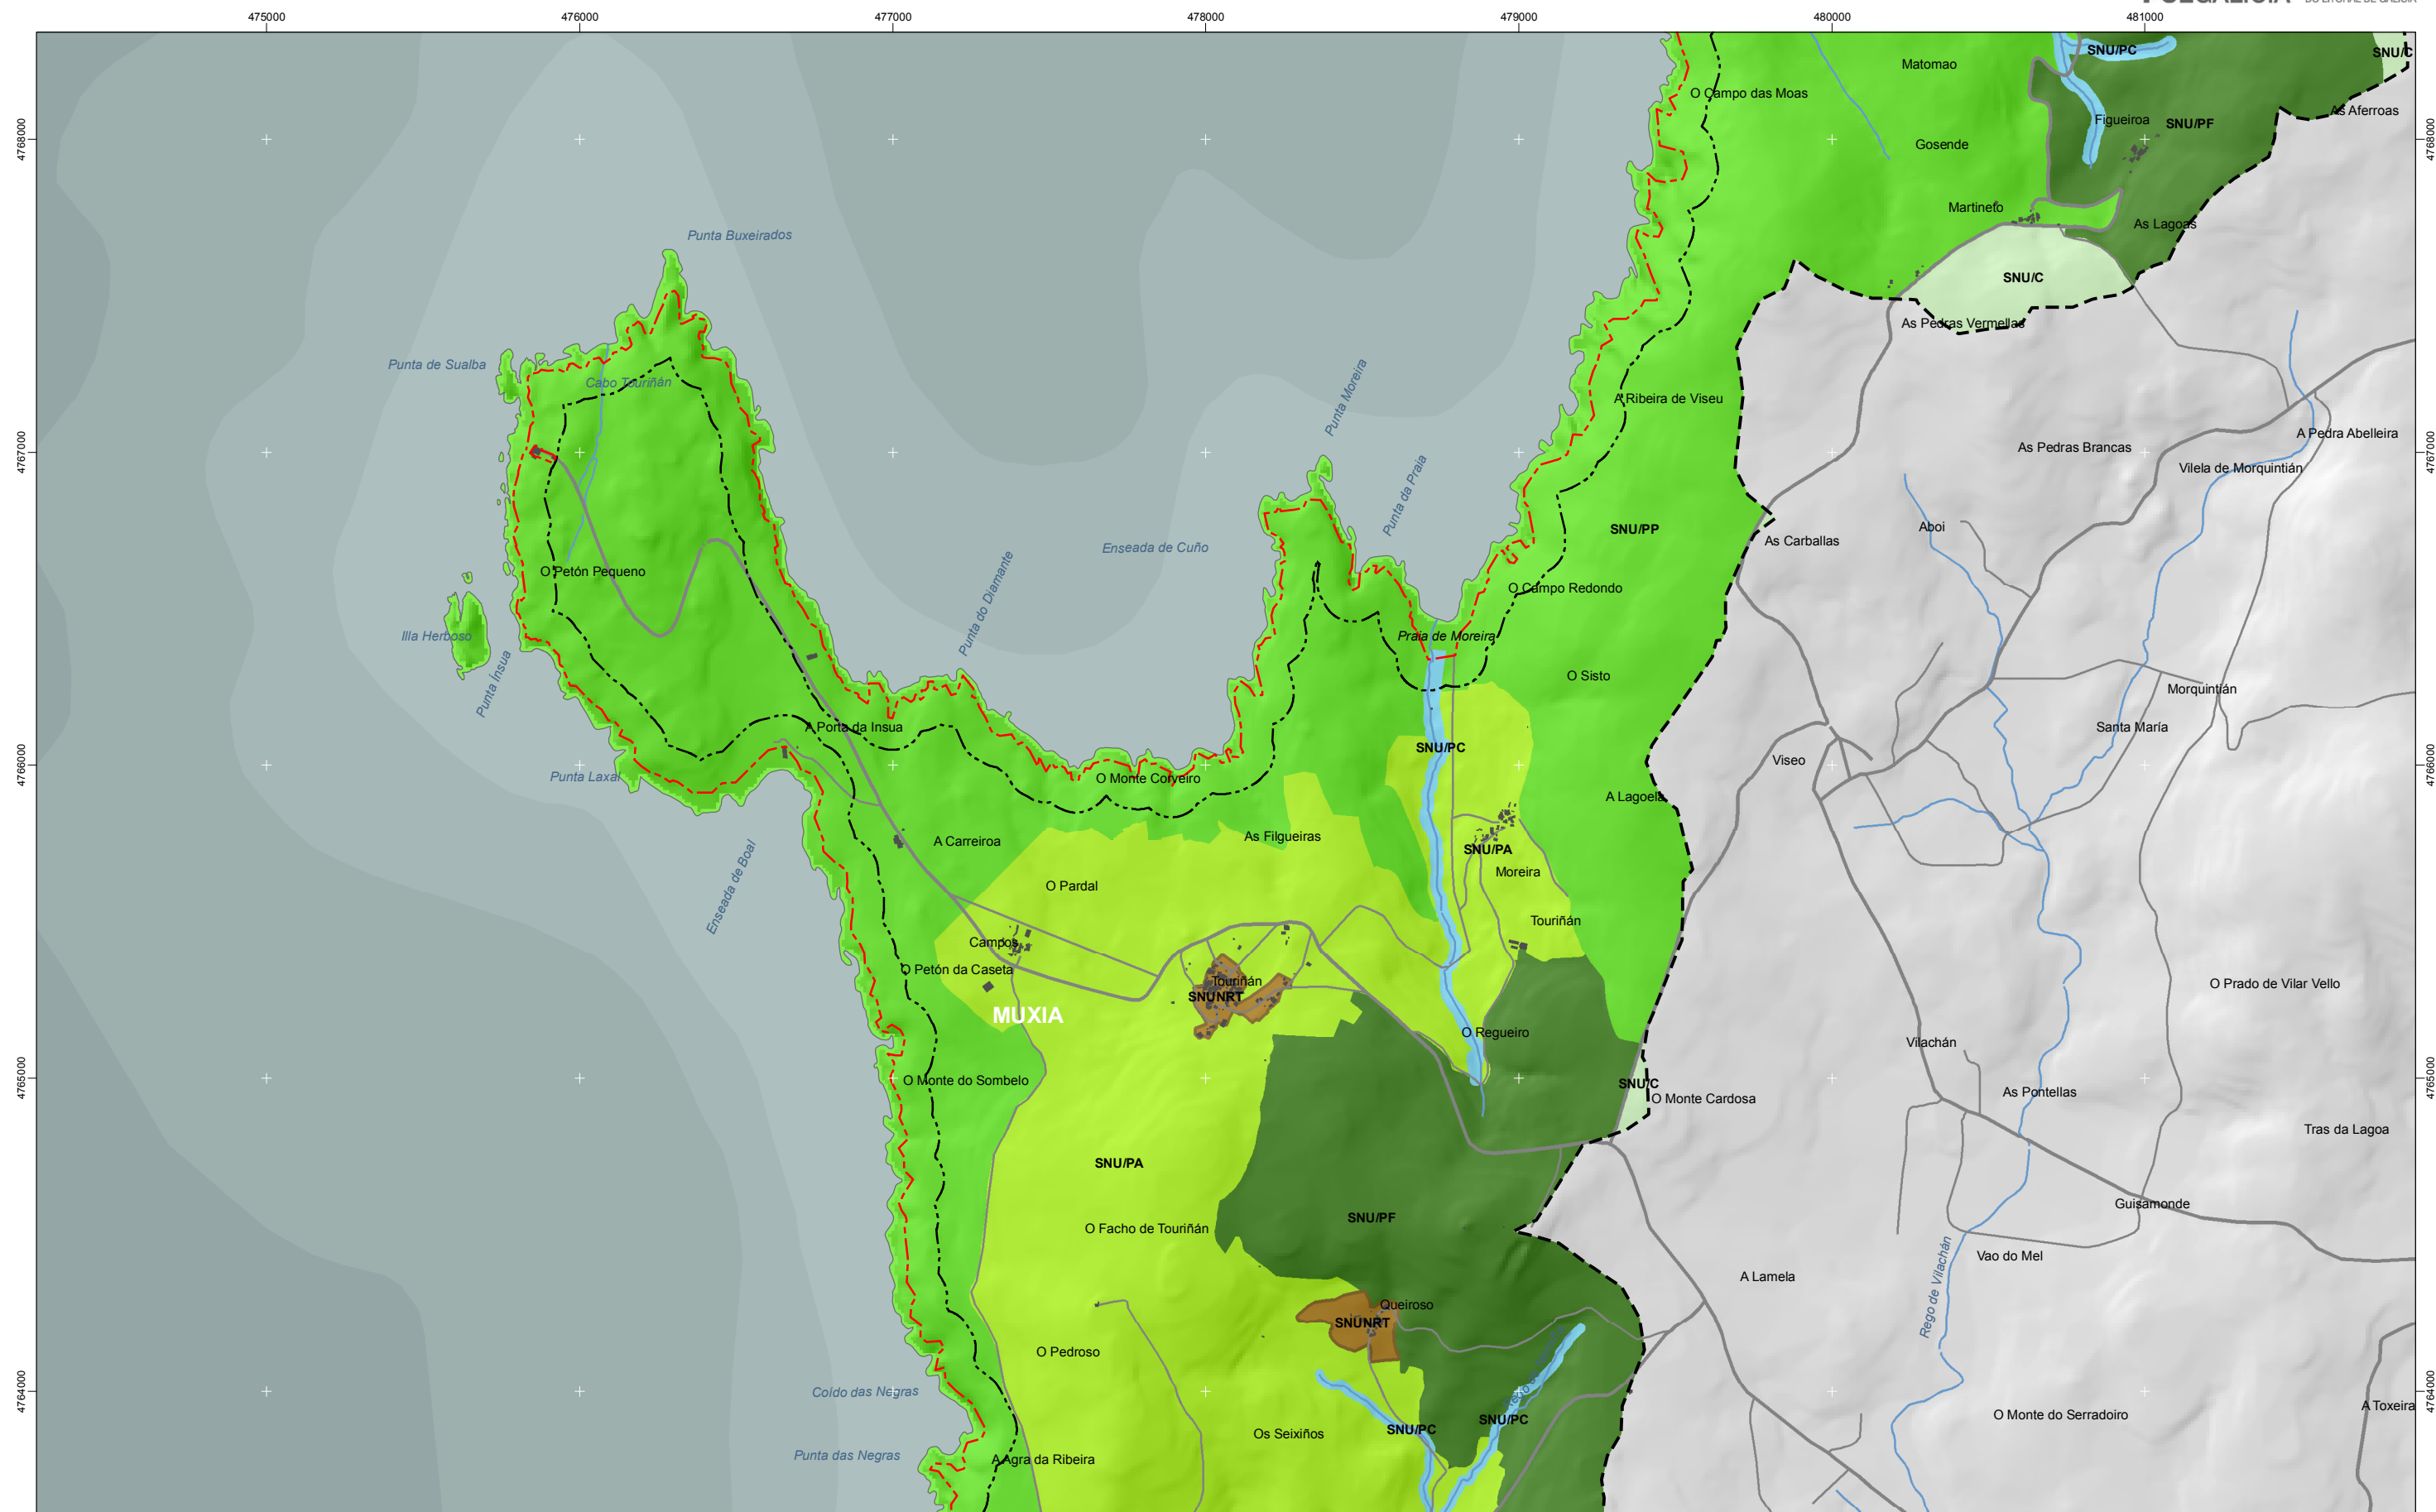 475000
476000
477000
478000
479000
480000
481000
SNU/PC
SNU/C
Matomao
O Campo das Moas
As Aferroas
Figueiroa
SNU/PF
4768000
4768000
Gosende
Martineto
As Lagoas
Punta Buxeirados
SNU/C
As Pedras Vermellas
Punta de Sualba
Cabo Touriñán
Punta Moreira
A Ribeira de Viseu
A Pedra Abelleira
As Pedras Brancas
4767000
4767000
Vilela de Morquintián
Punta da Praia
SNU/PP
Aboi
As Carballas
Enseada de Cuño
O Petón Pequeno
O Campo Redondo
Punta do Diamante
Illa Herboso
Praia de Moreira
O Sisto
Punta Ínsua
Morquintián
A Porta da Insua
Santa María
SNU/PC
Viseo
4766000
4766000
Punta Laxal
O Monte Corveiro
A Lagoela
As Filgueiras
A Carreiroa
SNU/PA
Moreira
O Pardal
Enseada de Boal
Touriñán
Campos
O Petón da Caseta
Touriñán
SNUNRT
O Prado de Vilar Vello
MUXIA
O Regueiro
Vilachán
4765000
4765000
O Monte do Sombelo
SNU/C
As Pontellas
O Monte Cardosa
Tras da Lagoa
SNU/PA
Guisamonde
SNU/PF
O Facho de Touriñán
Vao do Mel
A Lamela
Rego de Vilachán
Queiroso
SNUNRT
O Pedroso
4764000
4764000
Coído das Negras
A Toxeira
O Monte do Serradoiro
SNU/PC
SNU/PC
Os Seixiños
Punta das Negras
A Agra da Ribeira